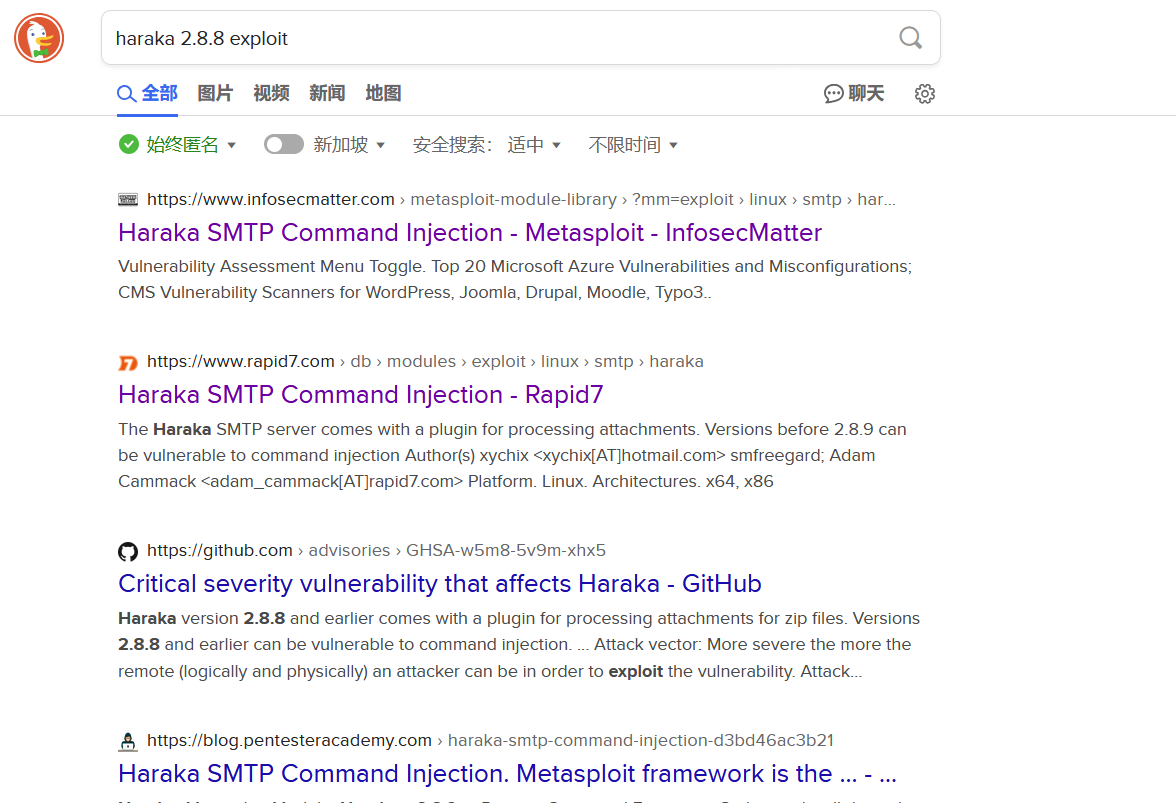 haraka 2.8.8 exploit
全部 图片 视频 新闻 地图 聊天
始终匿名 新加坡 安全搜索： 适中 不限时间
https://www.infosecmatter.com › metasploit-module-library › ?mm=exploit › linux › smtp › har...
Haraka SMTP Command Injection - Metasploit - InfosecMatter
Vulnerability Assessment Menu Toggle. Top 20 Microsoft Azure Vulnerabilities and Misconfigurations;
CMS Vulnerability Scanners for WordPress, Joomla, Drupal, Moodle, Typo3..
https://www.rapid7.com › db › modules › exploit › linux › smtp › haraka
Haraka SMTP Command Injection - Rapid7
The Haraka SMTP server comes with a plugin for processing attachments. Versions before 2.8.9 can
be vulnerable to command injection Author(s) xychix <xychix[AT]hotmail.com> smfreegard; Adam
Cammack <adam_cammack[AT]rapid7.com> Platform. Linux. Architectures. x64, x86
https://github.com › advisories › GHSA-w5m8-5v9m-xhx5
Critical severity vulnerability that affects Haraka - GitHub
Haraka version 2.8.8 and earlier comes with a plugin for processing attachments for zip files. Versions
2.8.8 and earlier can be vulnerable to command injection. ... Attack vector: More severe the more the
remote (logically and physically) an attacker can be in order to exploit the vulnerability. Attack...
https://blog.pentesteracademy.com › haraka-smtp-command-injection-d3bd46ac3b21
Haraka SMTP Command Injection. Metasploit framework is the ... - ...